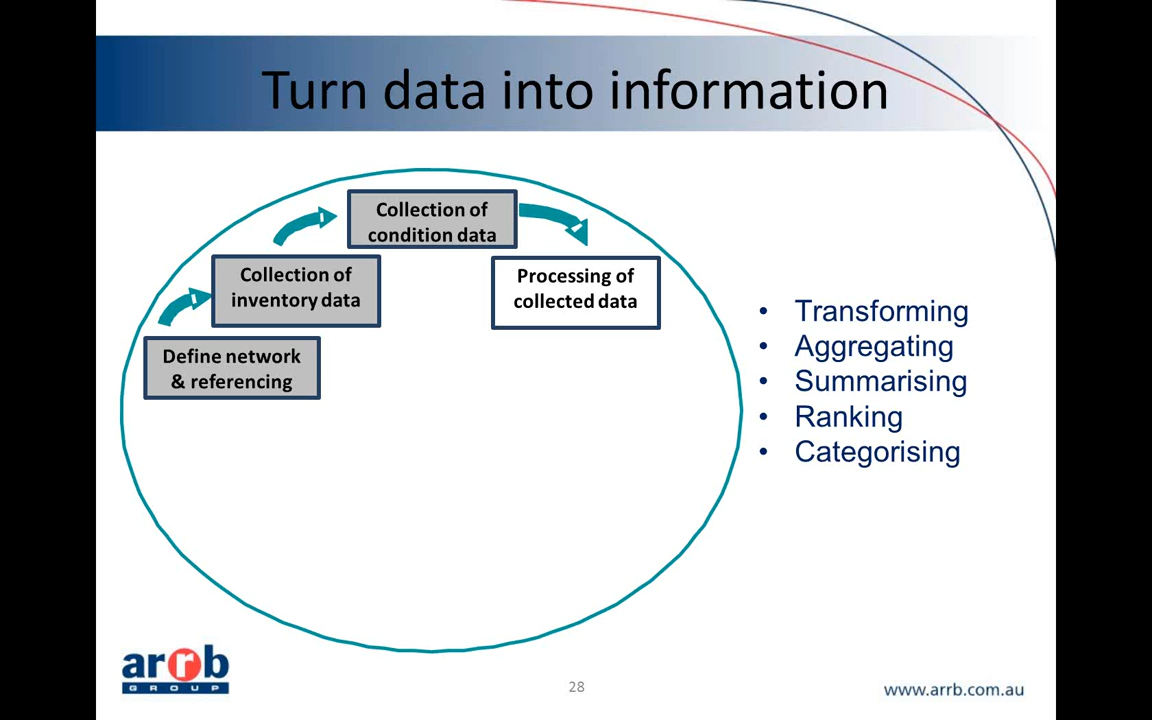 Turn data into information
Collection of
condition data
Collection of
inventory data
Processing of
collected data
Define network
& referencing
• Transforming
• Aggregating
• Summarising
• Ranking
• Categorising
arrb
GROUP
28
www.arrb.com.au